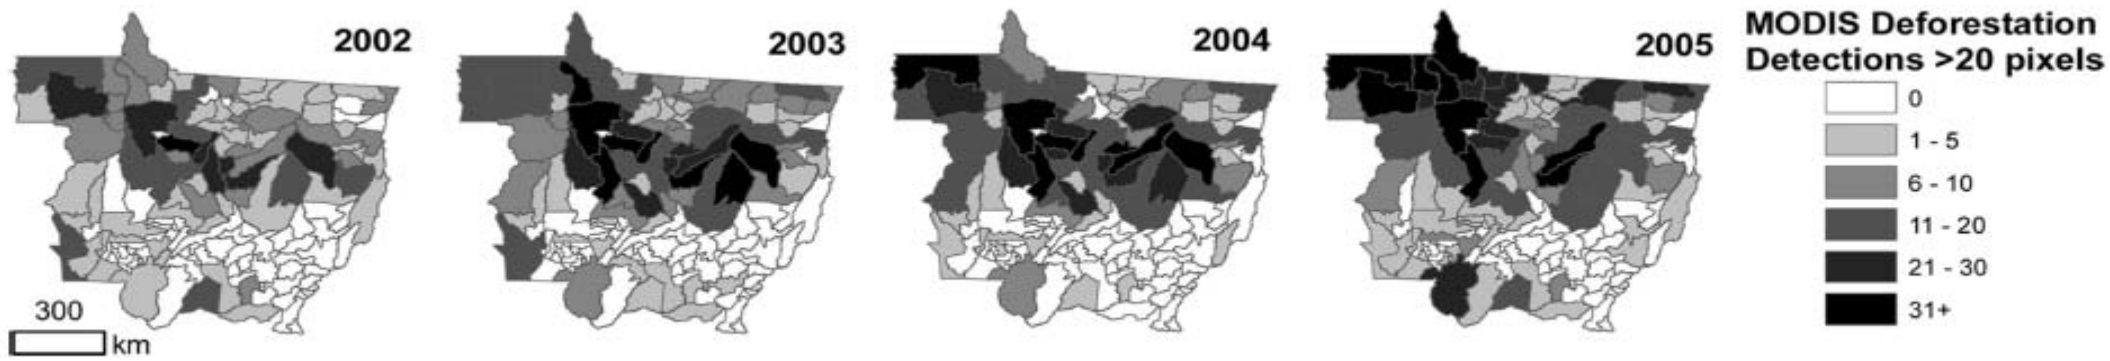 2002
2003
2004
2005
300
km
MODIS Deforestation
Detections >20 pixels
0
1 - 5
6 - 10
11 - 20
21 - 30
31+